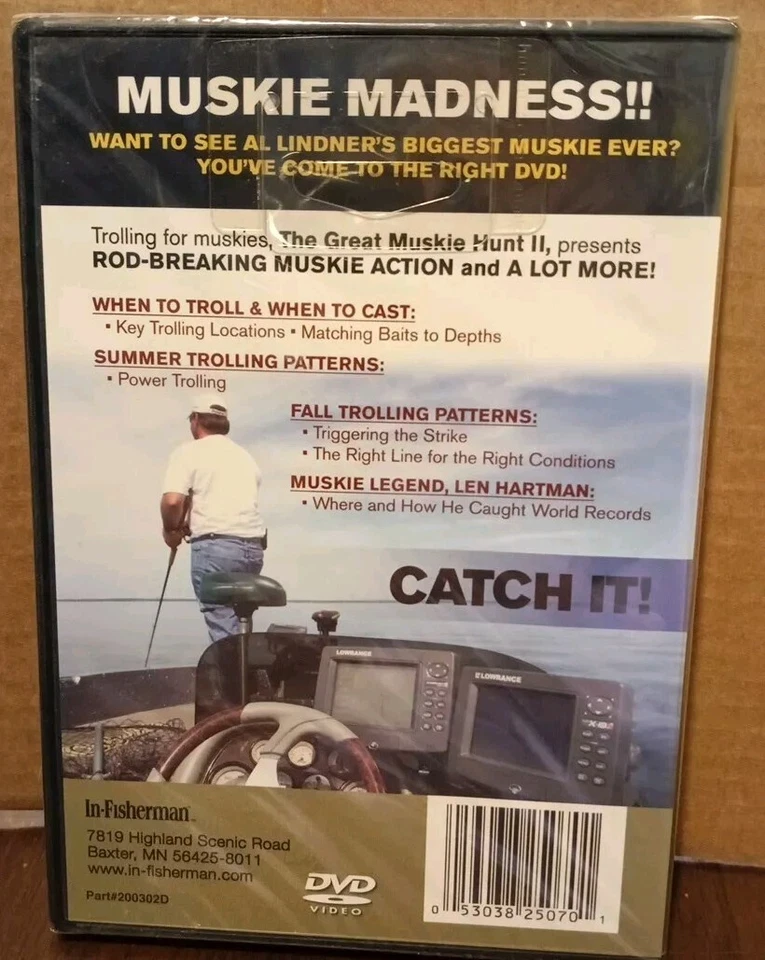 MUSKIE MADNESS!!
WANT TO SEE AL LINDNER'S BIGGEST MUSKIE EVER?
YOU'VE COME TO THE RIGHT DVD!
Trolling for muskies, The Great Muskie Hunt II, presents
ROD-BREAKING MUSKIE ACTION and A LOT MORE!
WHEN TO TROLL & WHEN TO CAST:
▪ Key Trolling Locations ▪ Matching Baits to Depths
SUMMER TROLLING PATTERNS:
▪ Power Trolling
FALL TROLLING PATTERNS:
▪ Triggering the Strike
▪ The Right Line for the Right Conditions
MUSKIE LEGEND, LEN HARTMAN:
▪ Where and How He Caught World Records
CATCH IT!
LOWRANCE
LOWRANCE
In-Fisherman™
7819 Highland Scenic Road
Baxter, MN 56425-8011
www.in-fisherman.com
Part#200302D
DVD
VIDEO
0 53038 25070 1